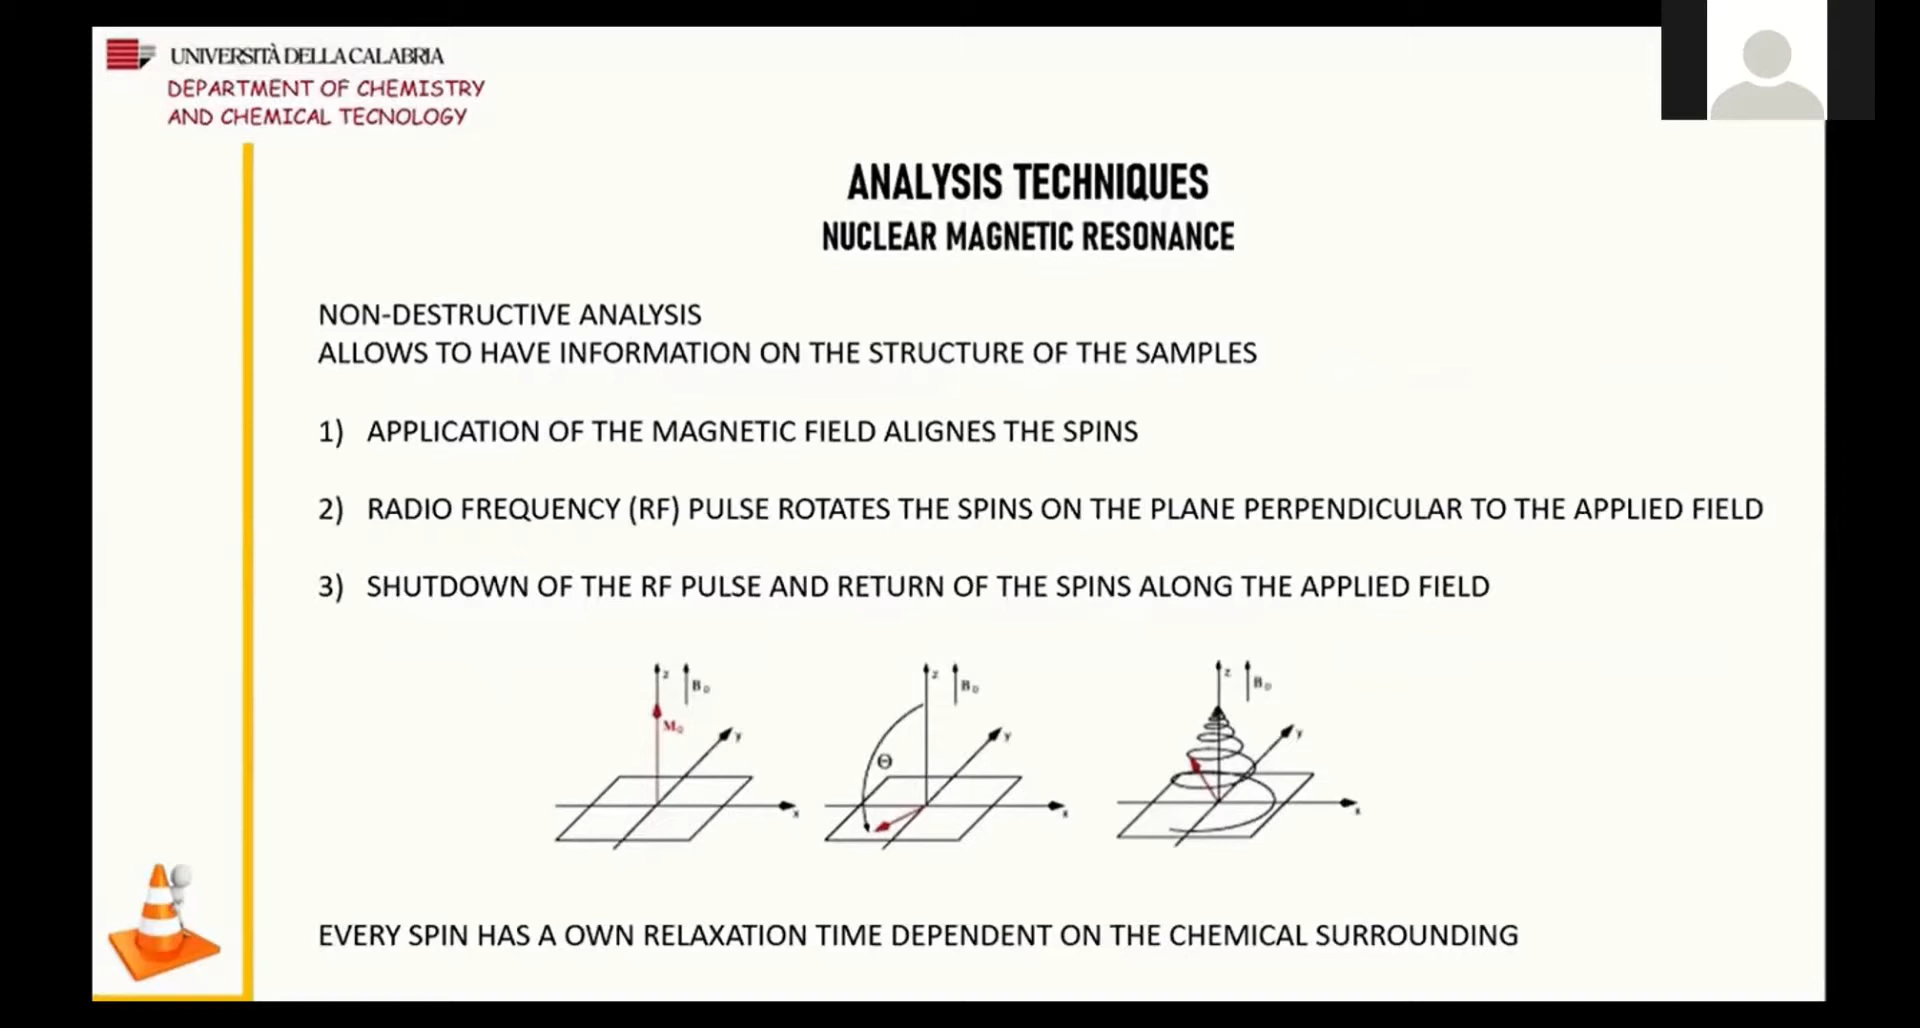 UNIVERSITÀ DELLA CALABRIA
DEPARTMENT OF CHEMISTRY
AND CHEMICAL TECNOLOGY
ANALYSIS TECHNIQUES
NUCLEAR MAGNETIC RESONANCE
NON-DESTRUCTIVE ANALYSIS
ALLOWS TO HAVE INFORMATION ON THE STRUCTURE OF THE SAMPLES
1) APPLICATION OF THE MAGNETIC FIELD ALIGNES THE SPINS
2) RADIO FREQUENCY (RF) PULSE ROTATES THE SPINS ON THE PLANE PERPENDICULAR TO THE APPLIED FIELD
3) SHUTDOWN OF THE RF PULSE AND RETURN OF THE SPINS ALONG THE APPLIED FIELD
z B₀
M₀
y
x
z B₀
y
Θ
x
z B₀
y
x
EVERY SPIN HAS A OWN RELAXATION TIME DEPENDENT ON THE CHEMICAL SURROUNDING